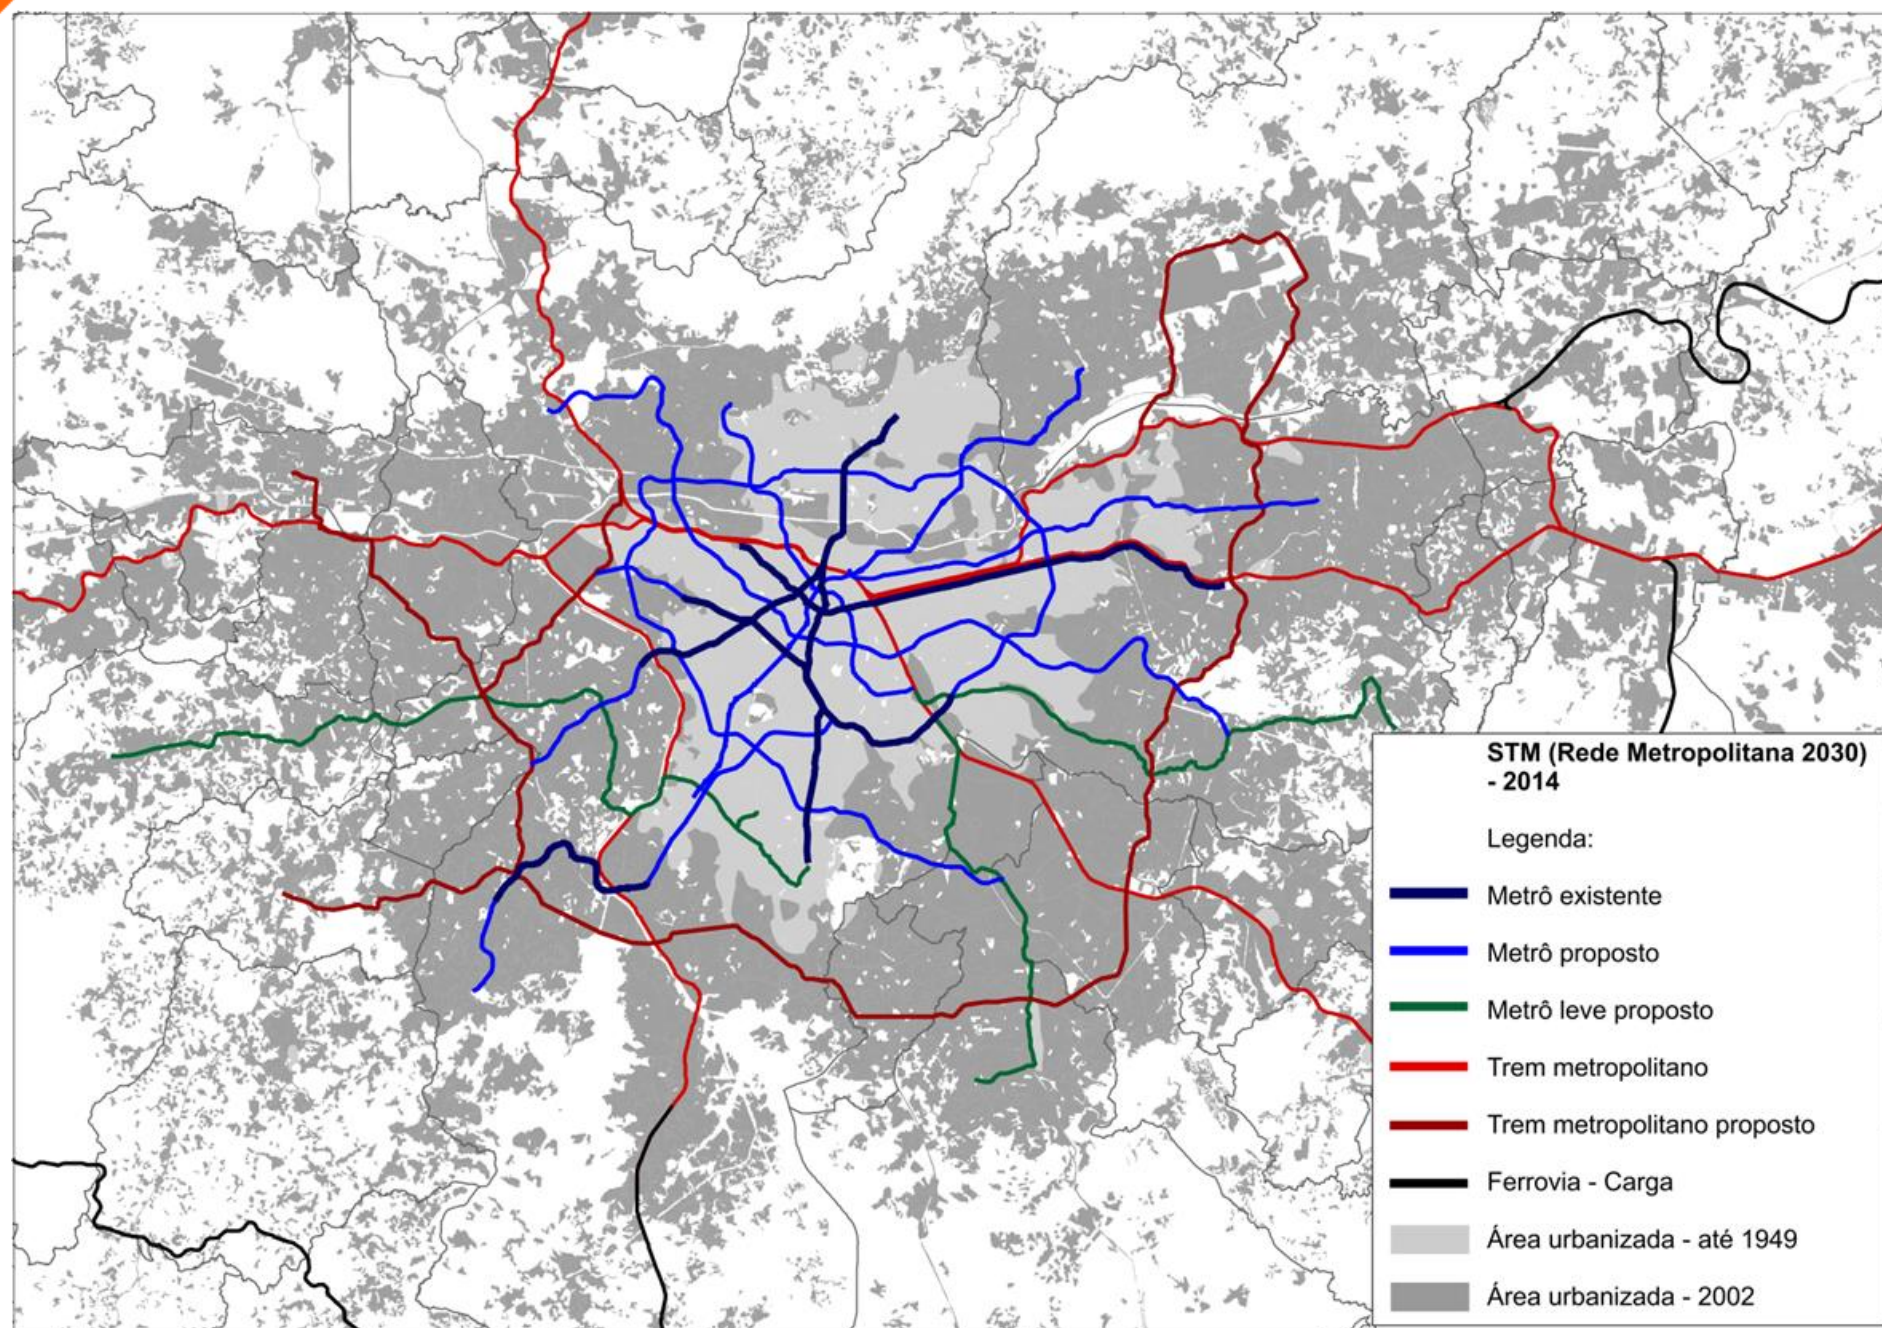 STM (Rede Metropolitana 2030)
- 2014
Legenda:
Metrô existente
Metrô proposto
Metrô leve proposto
Trem metropolitano
Trem metropolitano proposto
Ferrovia - Carga
Área urbanizada - até 1949
Área urbanizada - 2002